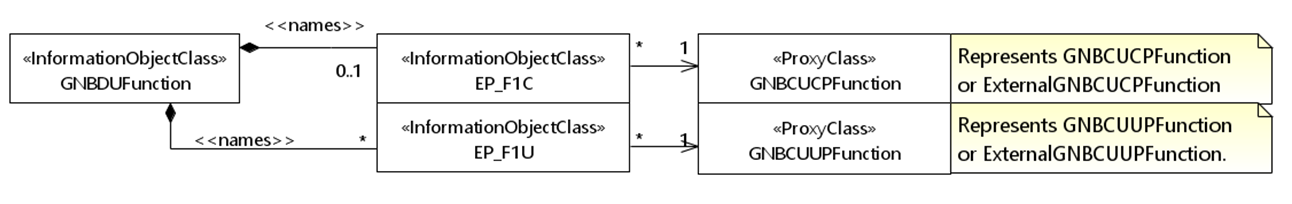 <<names>>
«InformationObjectClass»
GNBDUFunction
0..1
<<names>>
*
«InformationObjectClass»
EP_F1C
«InformationObjectClass»
EP_F1U
*
1
*
1
«ProxyClass»
GNBCUCPFunction
«ProxyClass»
GNBCUUPFunction
Represents GNBCUCPFunction
or ExternalGNBCUCPFunction
Represents GNBCUUPFunction
or ExternalGNBCUUPFunction.